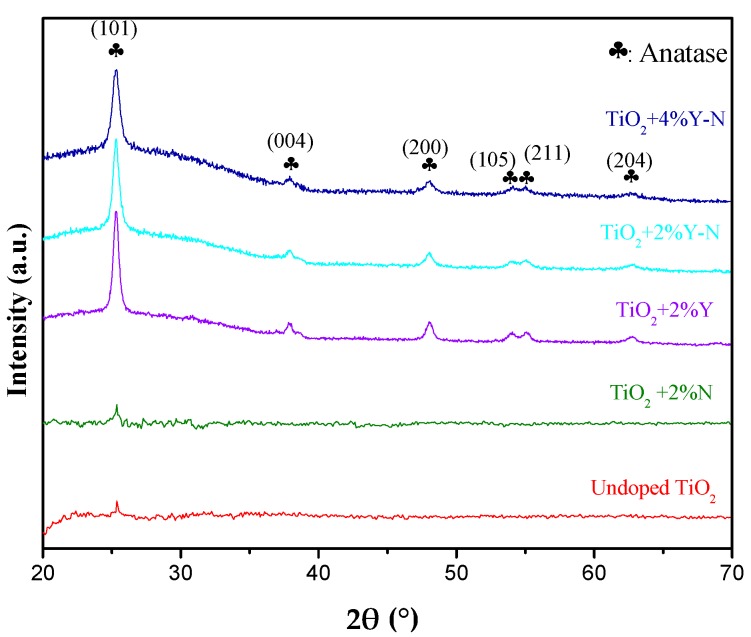 (101)
♣
♣: Anatase
TiO₂+4%Y-N
(004)
♣
(200)
♣
(105)
♣
(211)
♣
(204)
♣
TiO₂+2%Y-N
TiO₂+2%Y
TiO₂ +2%N
Undoped TiO₂
Intensity (a.u.)
20 30 40 50 60 70
2θ (°)